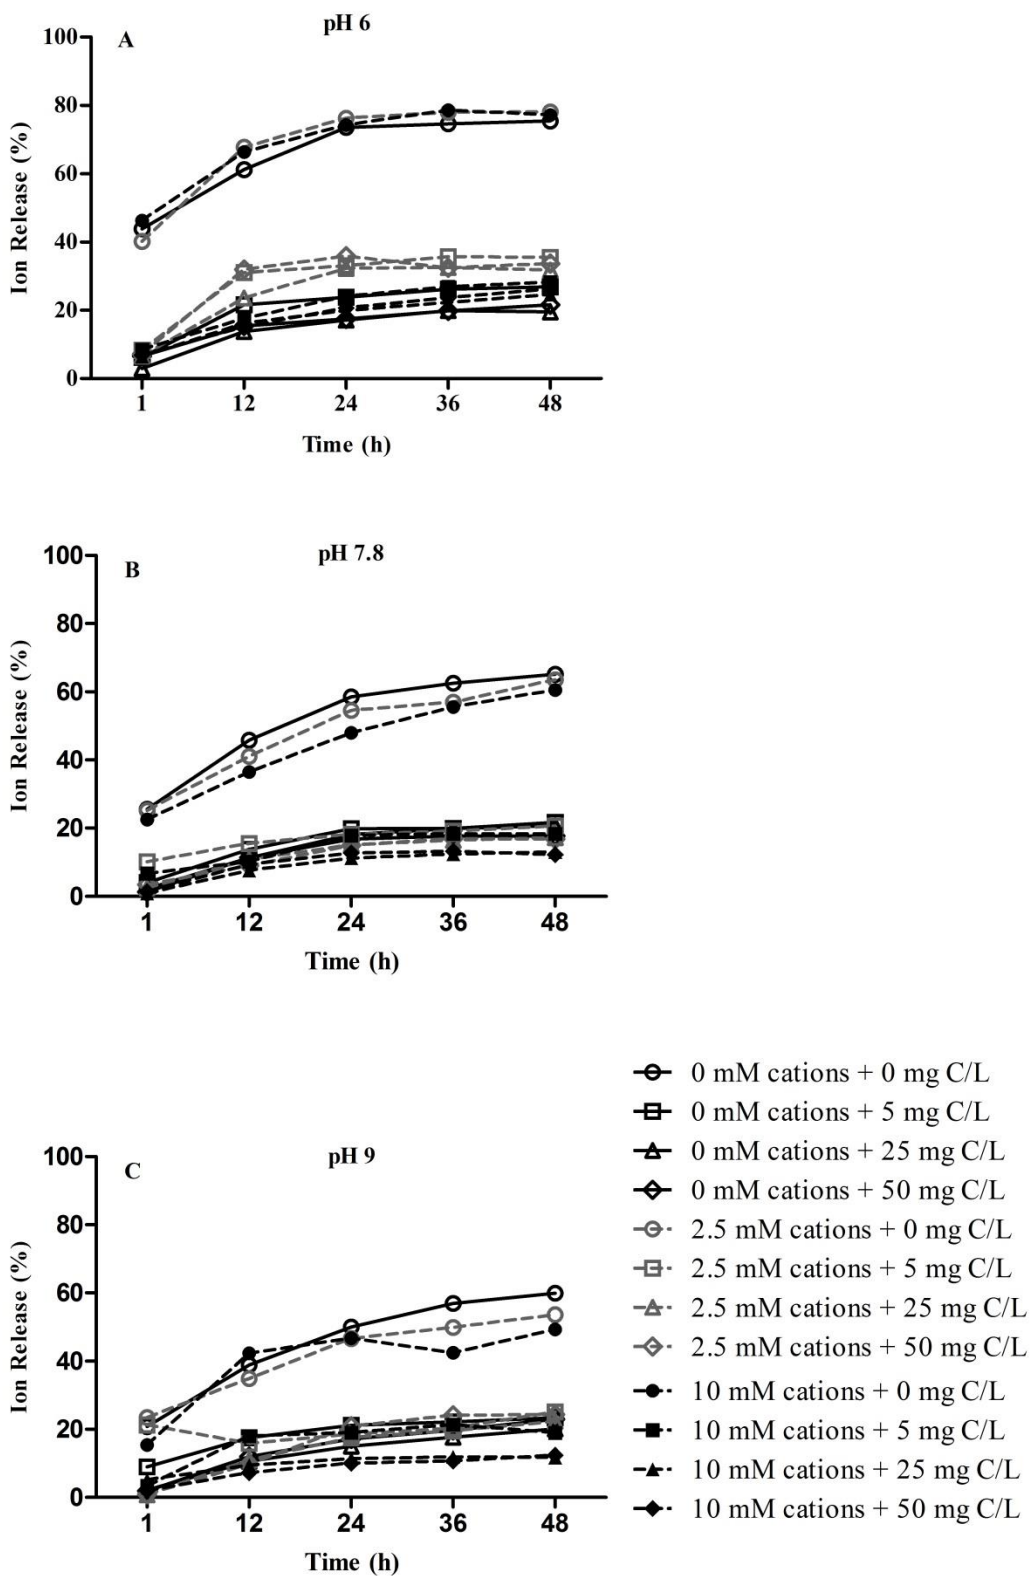 A
pH 6
100
80
60
40
20
0
Ion Release (%)
1 12 24 36 48
Time (h)
B
pH 7.8
100
80
60
40
20
0
Ion Release (%)
1 12 24 36 48
Time (h)
C
pH 9
100
80
60
40
20
0
Ion Release (%)
1 12 24 36 48
Time (h)
0 mM cations + 0 mg C/L
0 mM cations + 5 mg C/L
0 mM cations + 25 mg C/L
0 mM cations + 50 mg C/L
2.5 mM cations + 0 mg C/L
2.5 mM cations + 5 mg C/L
2.5 mM cations + 25 mg C/L
2.5 mM cations + 50 mg C/L
10 mM cations + 0 mg C/L
10 mM cations + 5 mg C/L
10 mM cations + 25 mg C/L
10 mM cations + 50 mg C/L